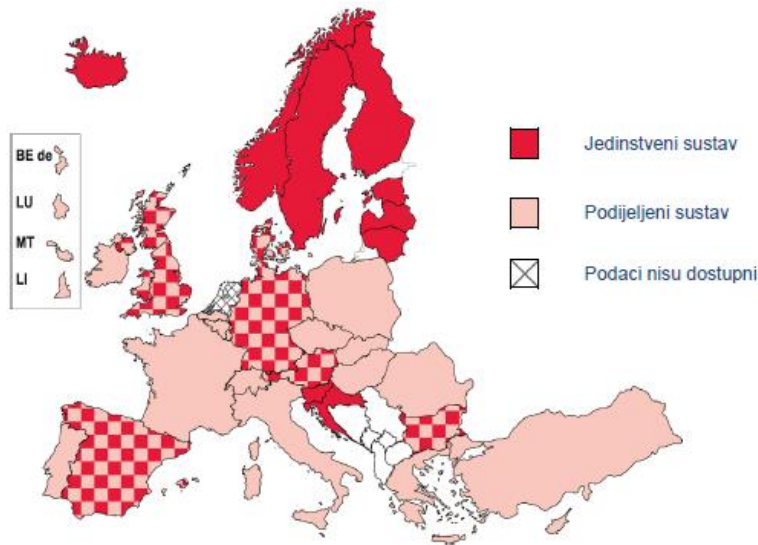 BE de
LU
MT
LI
Jedinstveni sustav
Podijeljeni sustav
Podaci nisu dostupni